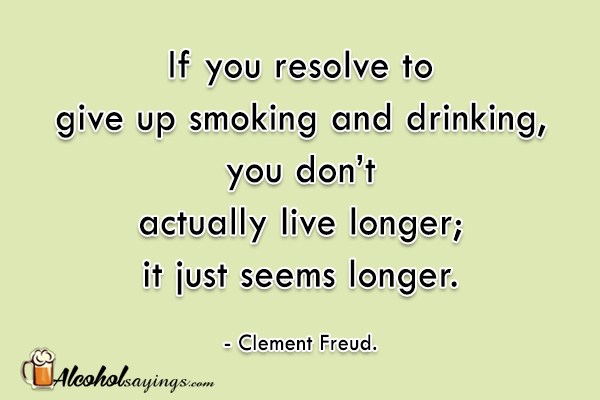 If you resolve to
give up smoking and drinking,
you don't
actually live longer;
it just seems longer.
- Clement Freud.
Alcoholsayings.com